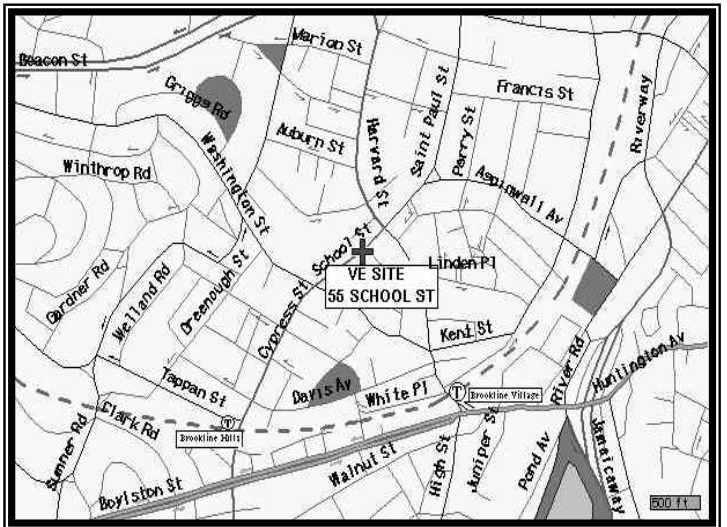 Beacon St
Marion St
Griggs Rd
Francis St
Riverway
Auburn St
Harvard St
Saint Paul St
Perry St
Washington St
Winthrop Rd
Aspinwall Av
School St
Linden Pl
VE SITE
55 SCHOOL ST
Gardner Rd
Welland Rd
Greenough St
Cypress St
Kent St
Tappan St
Davis Av
White Pl
T
Brookline Village
River Rd
Huntington Av
Clark Rd
T
Brookline Hills
Sumner Rd
Walnut St
High St
Juniper St
Pond Av
Jamaicaway
Boylston St
500 ft